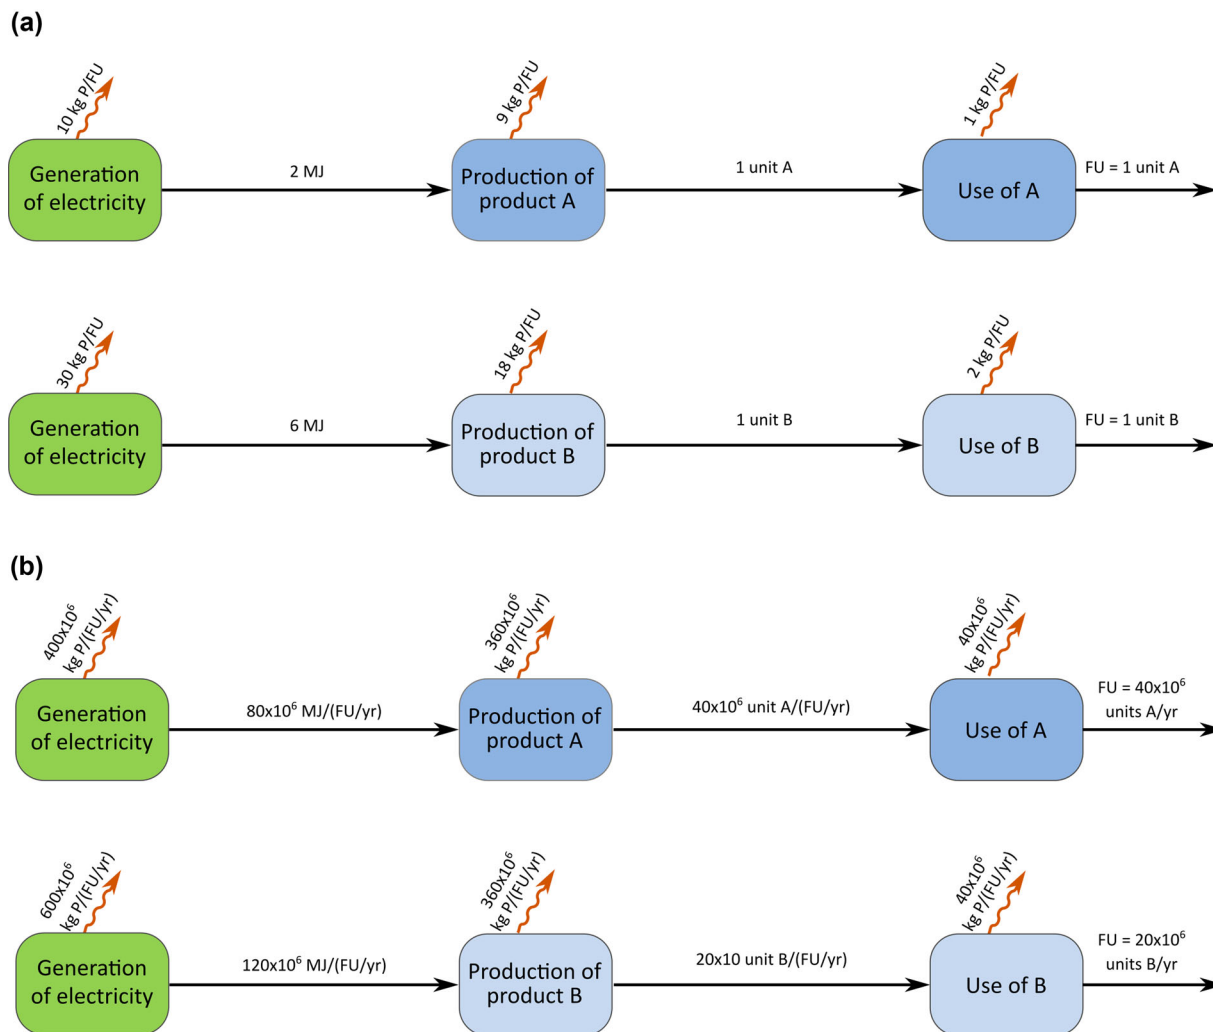 (a)
10 kg P/FU
9 kg P/FU
1 kg P/FU
Generation
of electricity
2 MJ
Production of
product A
1 unit A
Use of A
FU = 1 unit A
30 kg P/FU
18 kg P/FU
2 kg P/FU
Generation
of electricity
6 MJ
Production of
product B
1 unit B
Use of B
FU = 1 unit B
(b)
400x10⁶
kg P/(FU/yr)
360x10⁶
kg P/(FU/yr)
40x10⁶
kg P/(FU/yr)
Generation
of electricity
80x10⁶ MJ/(FU/yr)
Production of
product A
40x10⁶ unit A/(FU/yr)
Use of A
FU = 40x10⁶
units A/yr
600x10⁶
kg P/(FU/yr)
360x10⁶
kg P/(FU/yr)
40x10⁶
kg P/(FU/yr)
Generation
of electricity
120x10⁶ MJ/(FU/yr)
Production of
product B
20x10 unit B/(FU/yr)
Use of B
FU = 20x10⁶
units B/yr